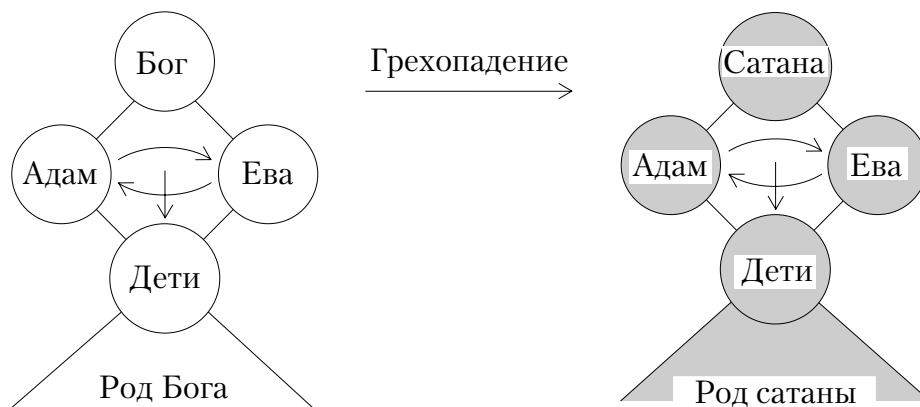 Бог
Грехопадение
Сатана
Адам
Ева
Адам
Ева
Дети
Дети
Род Бога
Род сатаны